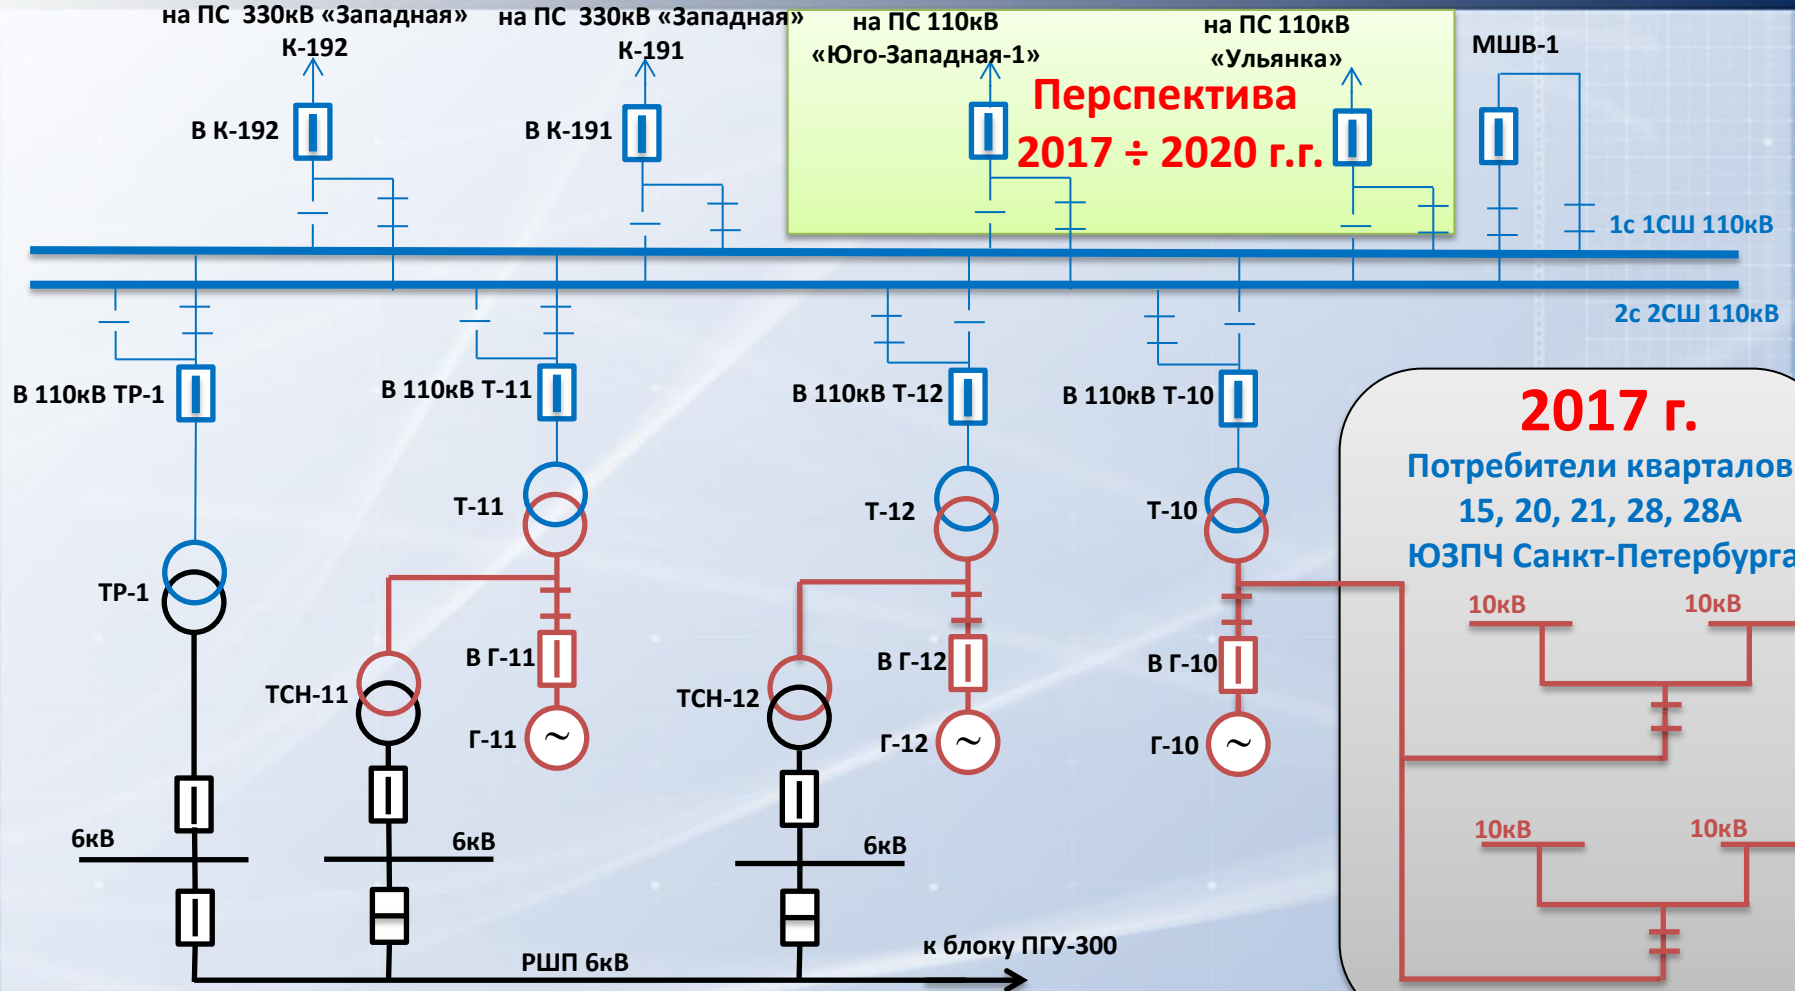 на ПС 330кВ «Западная»
К-192
на ПС 330кВ «Западная»
К-191
на ПС 110кВ
«Юго-Западная-1»
на ПС 110кВ
«Ульянка»
МШВ-1
Перспектива
2017 ÷ 2020 г.г.
В К-192
В К-191
1с 1СШ 110кВ
2с 2СШ 110кВ
В 110кВ ТР-1
В 110кВ Т-11
В 110кВ Т-12
В 110кВ Т-10
2017 г.
Потребители кварталов
15, 20, 21, 28, 28А
ЮЗПЧ Санкт-Петербурга
Т-11
Т-12
Т-10
ТР-1
10кВ
10кВ
В Г-11
В Г-12
В Г-10
ТСН-11
ТСН-12
Г-11
~
Г-12
~
Г-10
~
6кВ
6кВ
6кВ
10кВ
10кВ
РШП 6кВ
к блоку ПГУ-300